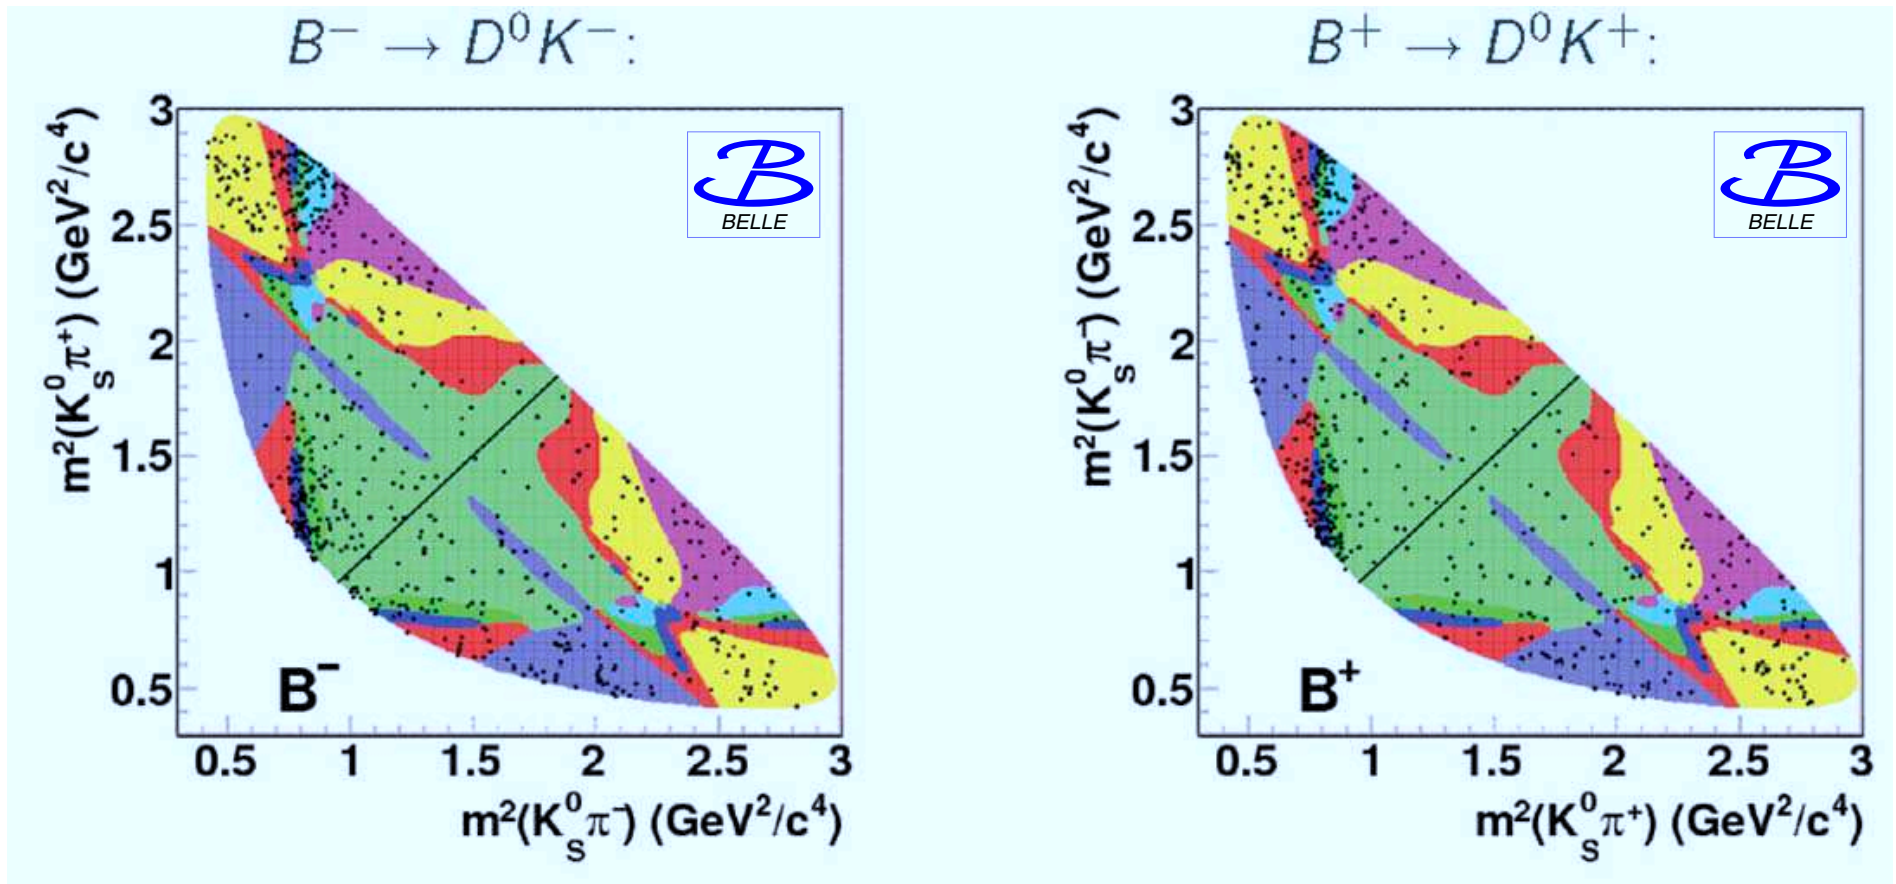 B⁻ → D⁰K⁻:
m²(K⁰Sπ⁺) (GeV²/c⁴)
3
2.5
2
1.5
1
0.5
BELLE
B⁻
0.5 1 1.5 2 2.5 3
m²(K⁰Sπ⁻) (GeV²/c⁴)
B⁺ → D⁰K⁺:
m²(K⁰Sπ⁻) (GeV²/c⁴)
3
2.5
2
1.5
1
0.5
BELLE
B⁺
0.5 1 1.5 2 2.5 3
m²(K⁰Sπ⁺) (GeV²/c⁴)